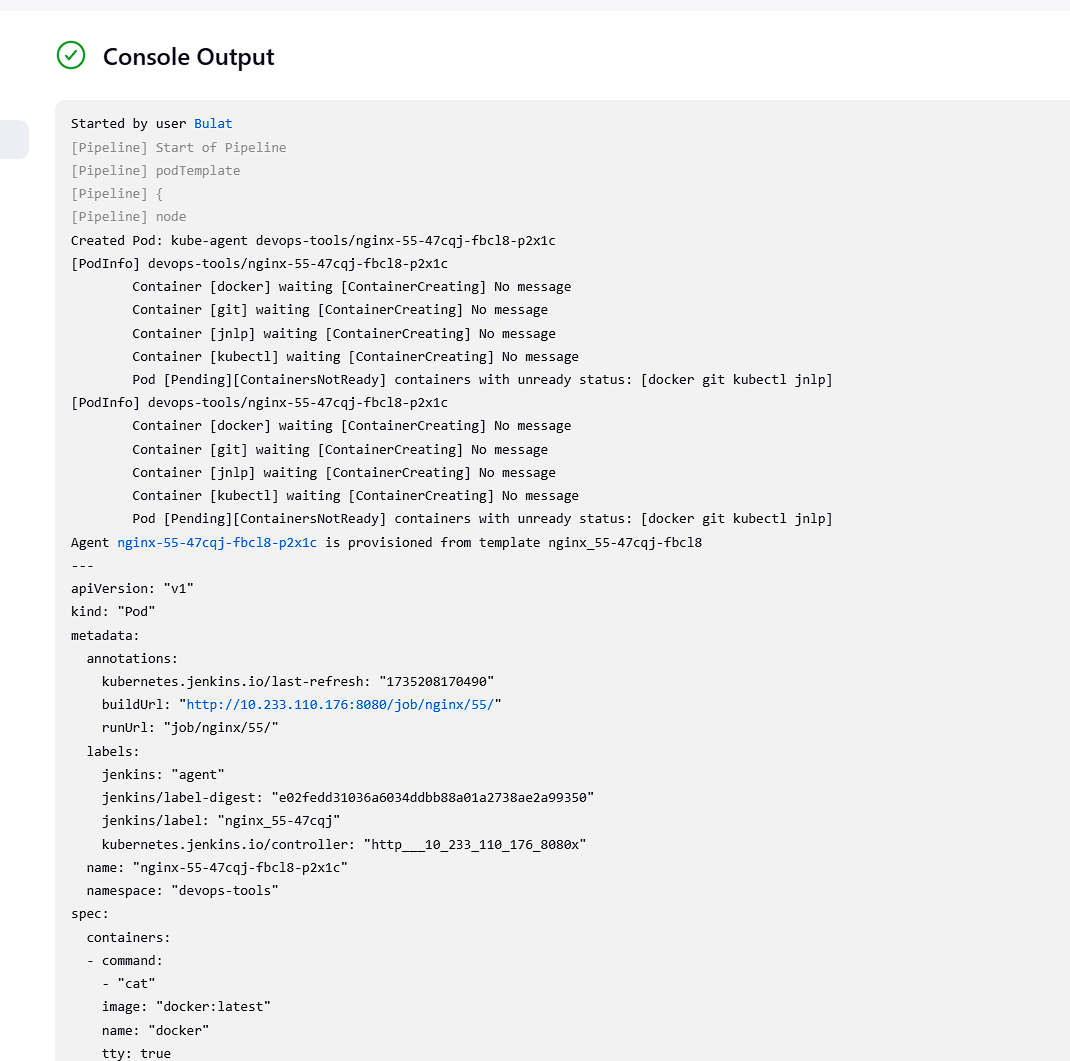 Console Output
Started by user Bulat
[Pipeline] Start of Pipeline
[Pipeline] podTemplate
[Pipeline] {
[Pipeline] node
Created Pod: kube-agent devops-tools/nginx-55-47cqj-fbcl8-p2x1c
[PodInfo] devops-tools/nginx-55-47cqj-fbcl8-p2x1c
        Container [docker] waiting [ContainerCreating] No message
        Container [git] waiting [ContainerCreating] No message
        Container [jnlp] waiting [ContainerCreating] No message
        Container [kubectl] waiting [ContainerCreating] No message
        Pod [Pending][ContainersNotReady] containers with unready status: [docker git kubectl jnlp]
[PodInfo] devops-tools/nginx-55-47cqj-fbcl8-p2x1c
        Container [docker] waiting [ContainerCreating] No message
        Container [git] waiting [ContainerCreating] No message
        Container [jnlp] waiting [ContainerCreating] No message
        Container [kubectl] waiting [ContainerCreating] No message
        Pod [Pending][ContainersNotReady] containers with unready status: [docker git kubectl jnlp]
Agent nginx-55-47cqj-fbcl8-p2x1c is provisioned from template nginx_55-47cqj-fbcl8
---
apiVersion: "v1"
kind: "Pod"
metadata:
  annotations:
    kubernetes.jenkins.io/last-refresh: "1735208170490"
    buildUrl: "http://10.233.110.176:8080/job/nginx/55/"
    runUrl: "job/nginx/55/"
  labels:
    jenkins: "agent"
    jenkins/label-digest: "e02fedd31036a6034ddbb88a01a2738ae2a99350"
    jenkins/label: "nginx_55-47cqj"
    kubernetes.jenkins.io/controller: "http___10_233_110_176_8080x"
  name: "nginx-55-47cqj-fbcl8-p2x1c"
  namespace: "devops-tools"
spec:
  containers:
  - command:
    - "cat"
    image: "docker:latest"
    name: "docker"
    tty: true